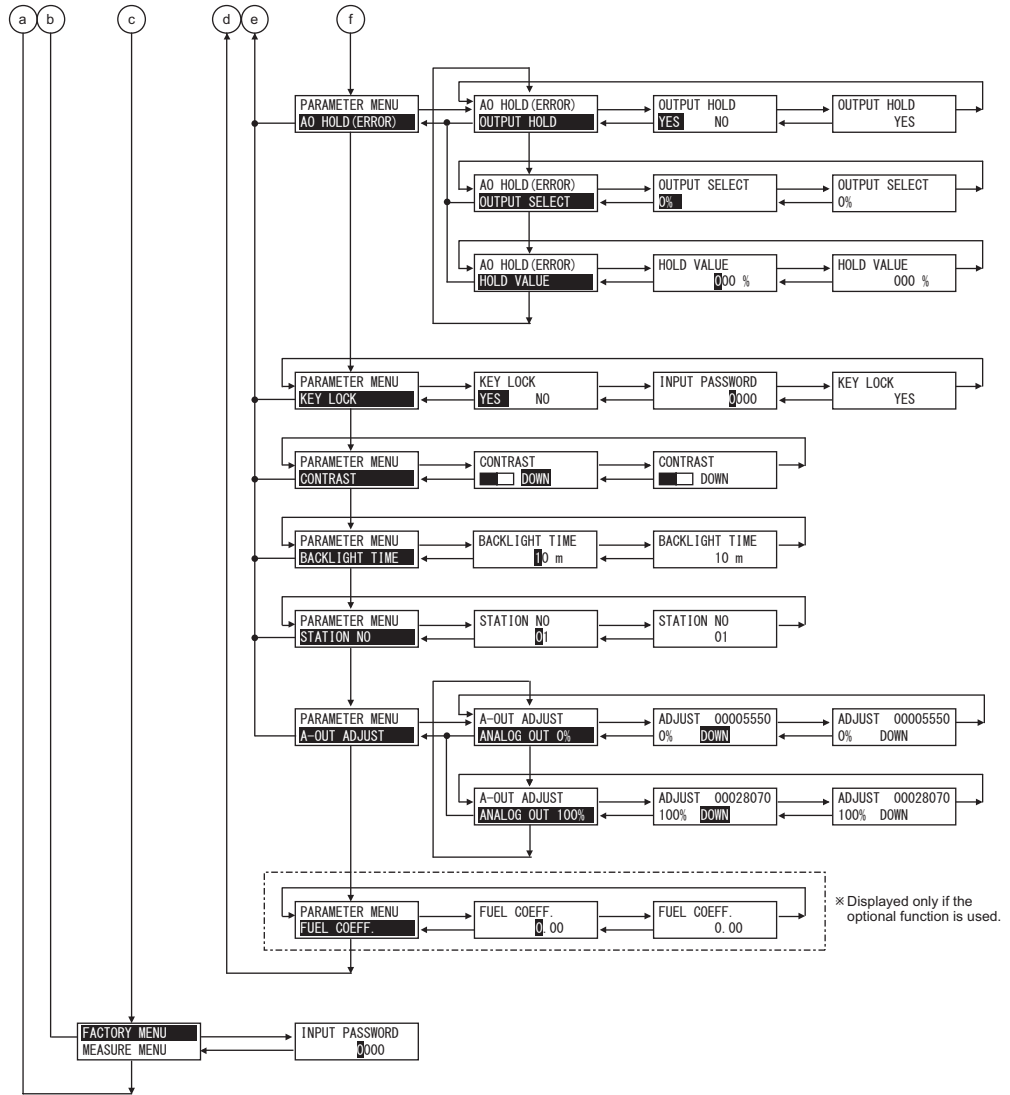 a b c d e f
PARAMETER MENU
AO HOLD(ERROR)
AO HOLD(ERROR)
OUTPUT HOLD
OUTPUT HOLD
YES NO
OUTPUT HOLD
YES
AO HOLD(ERROR)
OUTPUT SELECT
OUTPUT SELECT
0%
OUTPUT SELECT
0%
AO HOLD(ERROR)
HOLD VALUE
HOLD VALUE
000 %
HOLD VALUE
000 %
PARAMETER MENU
KEY LOCK
KEY LOCK
YES NO
INPUT PASSWORD
0000
KEY LOCK
YES
PARAMETER MENU
CONTRAST
CONTRAST
DOWN
CONTRAST
DOWN
PARAMETER MENU
BACKLIGHT TIME
BACKLIGHT TIME
10 m
BACKLIGHT TIME
10 m
PARAMETER MENU
STATION NO
STATION NO
01
STATION NO
01
PARAMETER MENU
A-OUT ADJUST
A-OUT ADJUST
ANALOG OUT 0%
ADJUST 00005550
0% DOWN
ADJUST 00005550
0% DOWN
A-OUT ADJUST
ANALOG OUT 100%
ADJUST 00028070
100% DOWN
ADJUST 00028070
100% DOWN
PARAMETER MENU
FUEL COEFF.
FUEL COEFF.
0.00
FUEL COEFF.
0.00
※Displayed only if the
optional function is used.
FACTORY MENU
MEASURE MENU
INPUT PASSWORD
0000